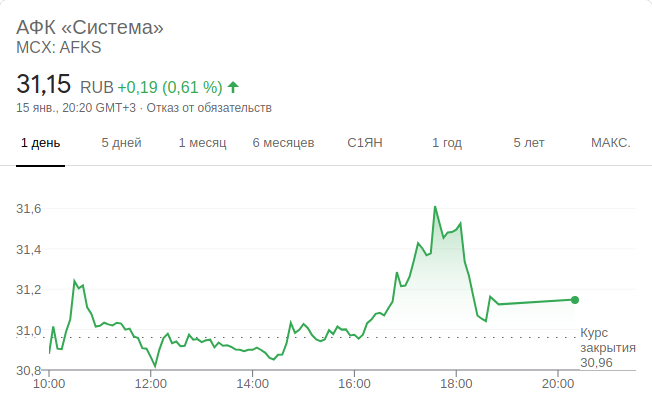 АФК «Система»
MCX: AFKS
31,15 RUB +0,19 (0,61 %) ↑
15 янв., 20:20 GMT+3 · Отказ от обязательств
1 день 5 дней 1 месяц 6 месяцев С1ЯН 1 год 5 лет МАКС.
31,6
31,4
31,2
31,0
30,8
Курс
закрытия
30,96
10:00 12:00 14:00 16:00 18:00 20:00